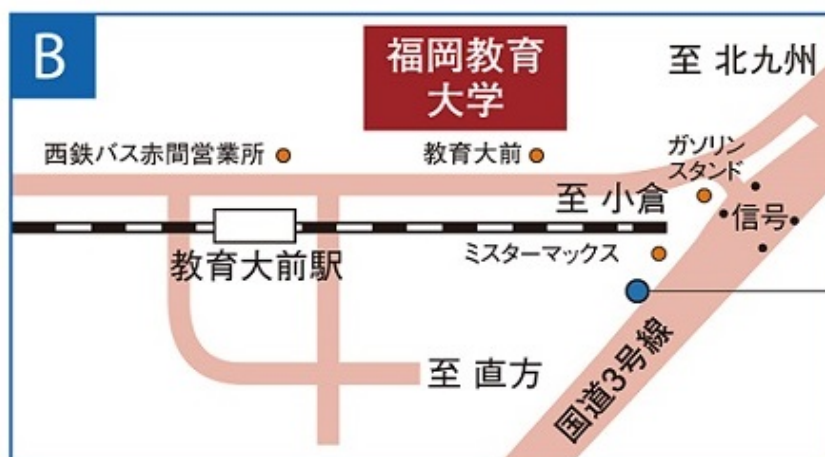 B
福岡教育
大学
至 北九州
西鉄バス赤間営業所
教育大前
ガソリン
スタンド
至 小倉
信号
教育大前駅
ミスターマックス
至 直方
国道3号線